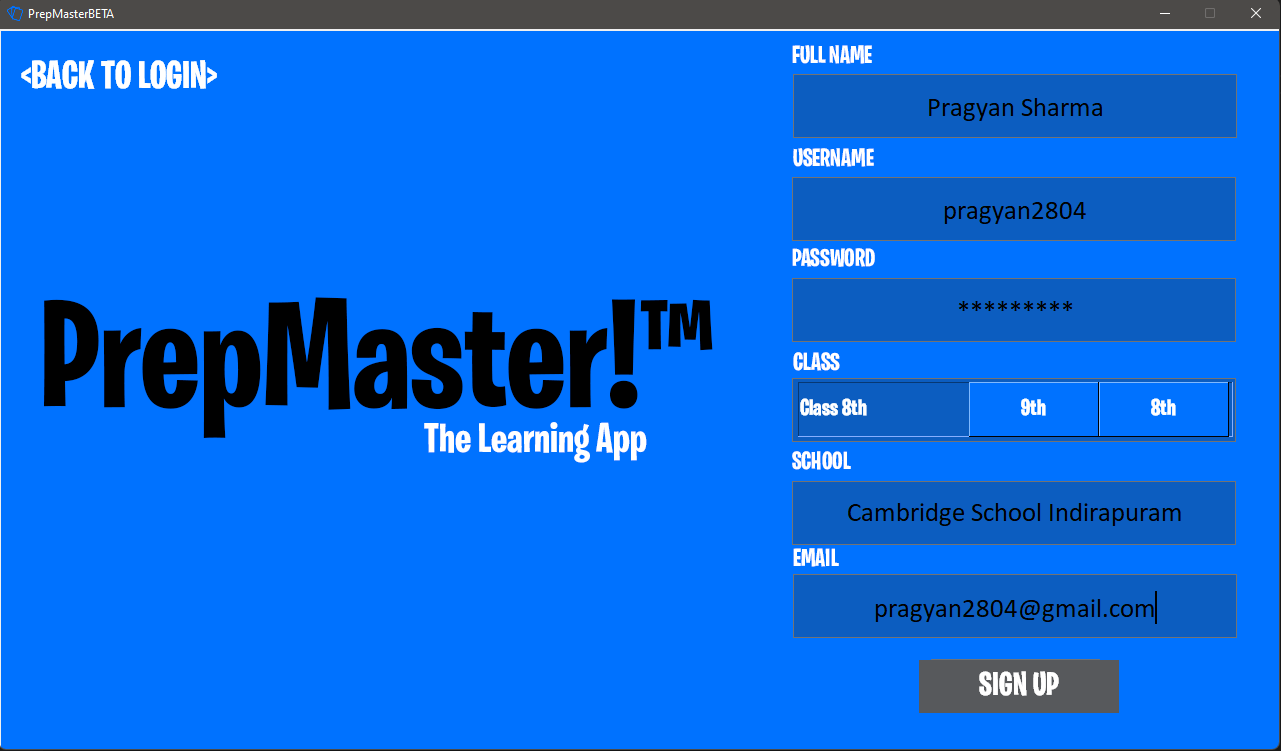 PrepMasterBETA
<BACK TO LOGIN>
PrepMaster!™
The Learning App
FULL NAME
Pragyan Sharma
USERNAME
pragyan2804
PASSWORD
*********
CLASS
Class 8th 9th 8th
SCHOOL
Cambridge School Indirapuram
EMAIL
pragyan2804@gmail.com
SIGN UP